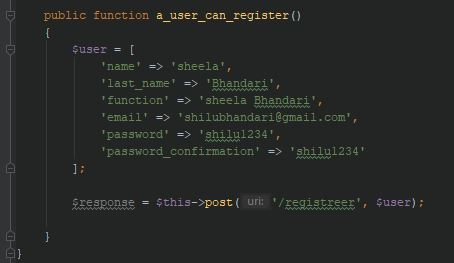 public function a_user_can_register()
{
$user = [
'name' => 'sheela',
'last_name' => 'Bhandari',
'function' => 'sheela Bhandari',
'email' => 'shilubhandari@gmail.com',
'password' => 'shilu1234',
'password_confirmation' => 'shilu1234'
];
$response = $this->post( uri: '/registreer', $user);
}
}